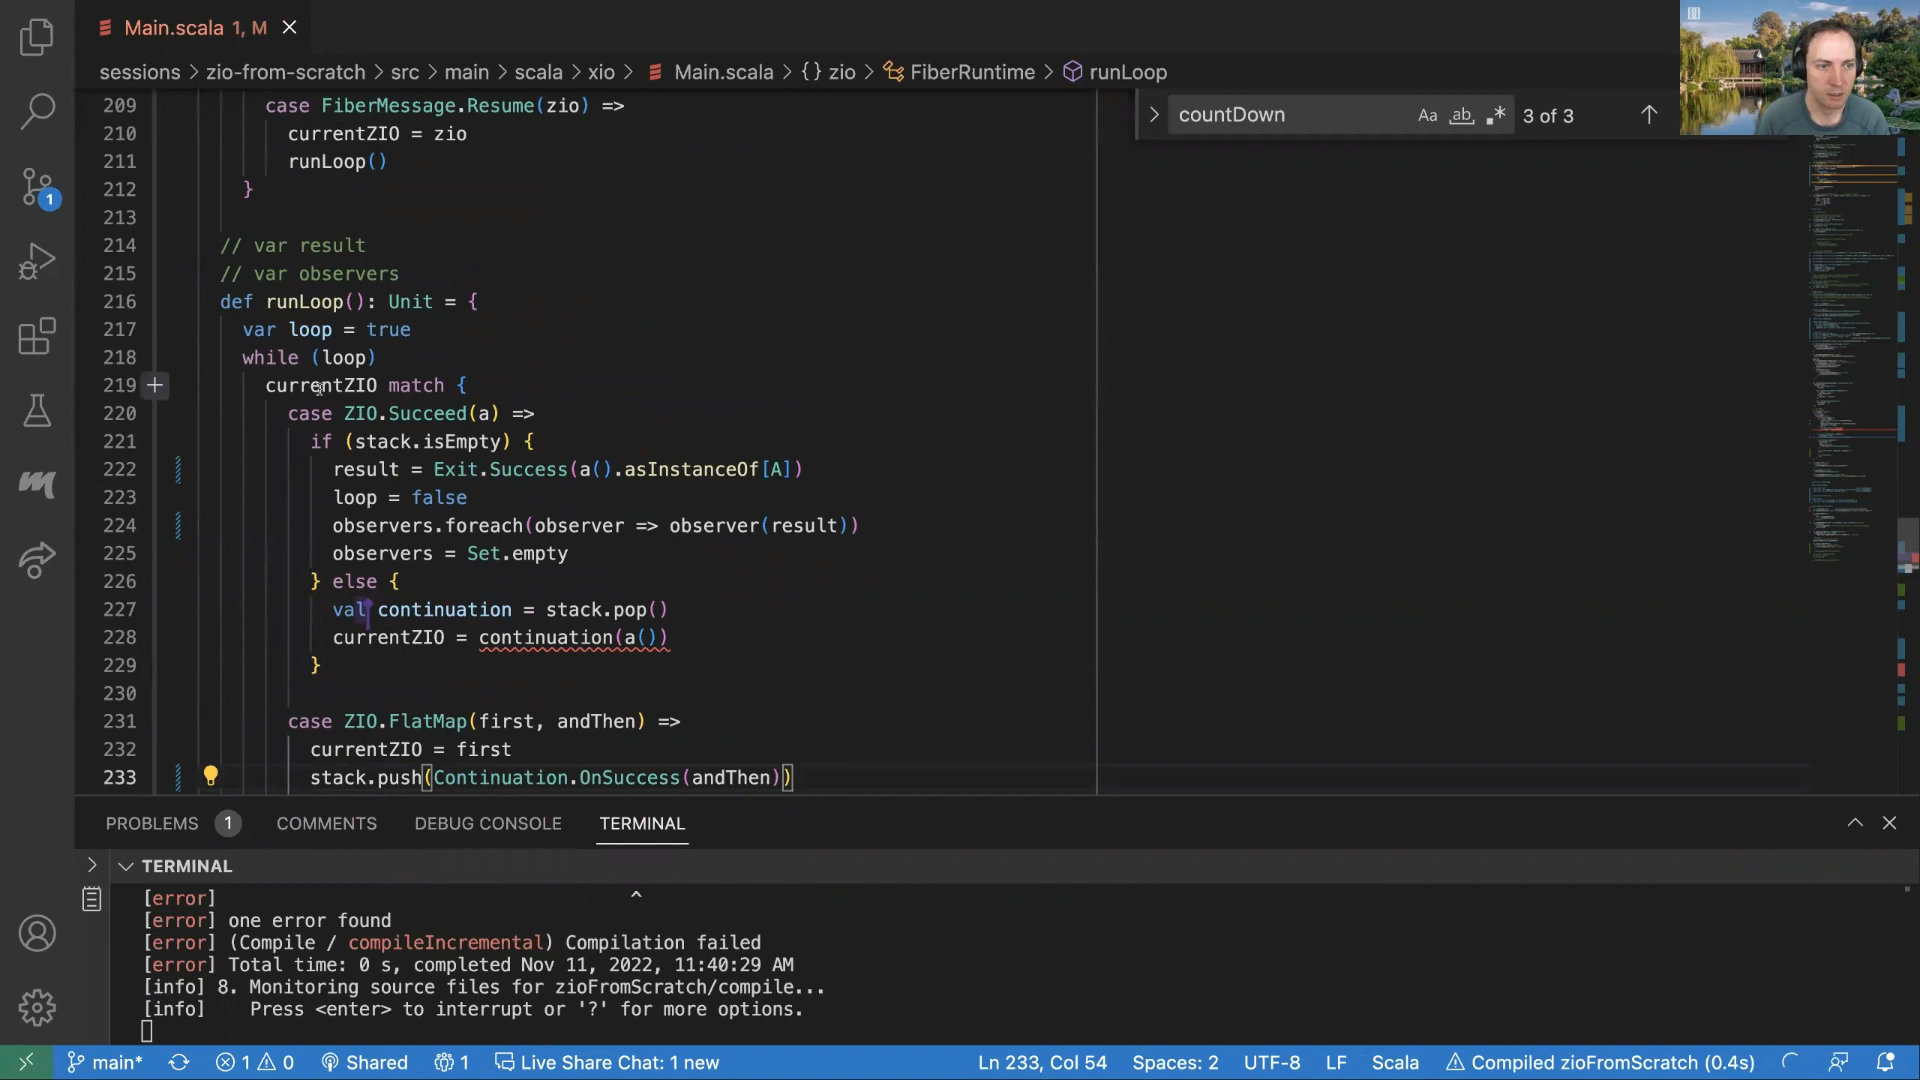 Main.scala 1, M
sessions > zio-from-scratch > src > main > scala > xio > Main.scala > {} zio > FiberRuntime > runLoop
countDown
Aa ab .* 3 of 3
209 case FiberMessage.Resume(zio) =>
210 currentZIO = zio
211 runLoop()
212 }
213
214 // var result
215 // var observers
216 def runLoop(): Unit = {
217 var loop = true
218 while (loop)
219 currentZIO match {
220 case ZIO.Succeed(a) =>
221 if (stack.isEmpty) {
222 result = Exit.Success(a().asInstanceOf[A])
223 loop = false
224 observers.foreach(observer => observer(result))
225 observers = Set.empty
226 } else {
227 val continuation = stack.pop()
228 currentZIO = continuation(a())
229 }
230
231 case ZIO.FlatMap(first, andThen) =>
232 currentZIO = first
233 stack.push(Continuation.OnSuccess(andThen))
PROBLEMS 1 COMMENTS DEBUG CONSOLE TERMINAL
TERMINAL
[error] ^
[error] one error found
[error] (Compile / compileIncremental) Compilation failed
[error] Total time: 0 s, completed Nov 11, 2022, 11:40:29 AM
[info] 8. Monitoring source files for zioFromScratch/compile...
[info] Press <enter> to interrupt or '?' for more options.
1
main* 1 0 Shared 1 Live Share Chat: 1 new Ln 233, Col 54 Spaces: 2 UTF-8 LF Scala Compiled zioFromScratch (0.4s)